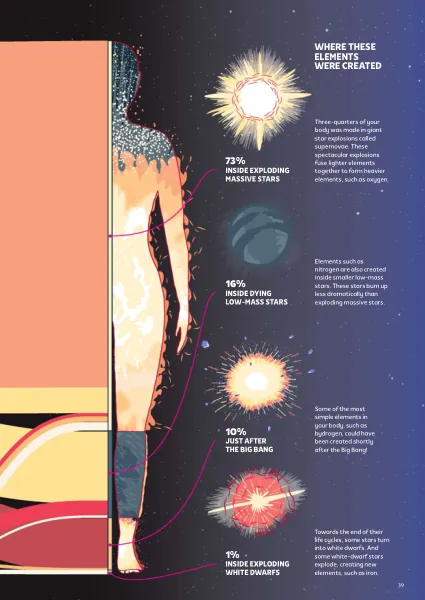 WHERE THESE
ELEMENTS
WERE CREATED
Three-quarters of your
body was made in giant
star explosions called
supernovae. These
spectacular explosions
fuse lighter elements
together to form heavier
elements, such as oxygen.
73%
INSIDE EXPLODING
MASSIVE STARS
Elements such as
nitrogen are also created
inside smaller low-mass
stars. These stars burn up
less dramatically than
exploding massive stars.
16%
INSIDE DYING
LOW-MASS STARS
Some of the most
simple elements in
your body, such as
hydrogen, could have
been created shortly
after the Big Bang!
10%
JUST AFTER
THE BIG BANG
Towards the end of their
life cycles, some stars turn
into white dwarfs. And
some white-dwarf stars
explode, creating new
elements, such as iron.
1%
INSIDE EXPLODING
WHITE DWARFS
39